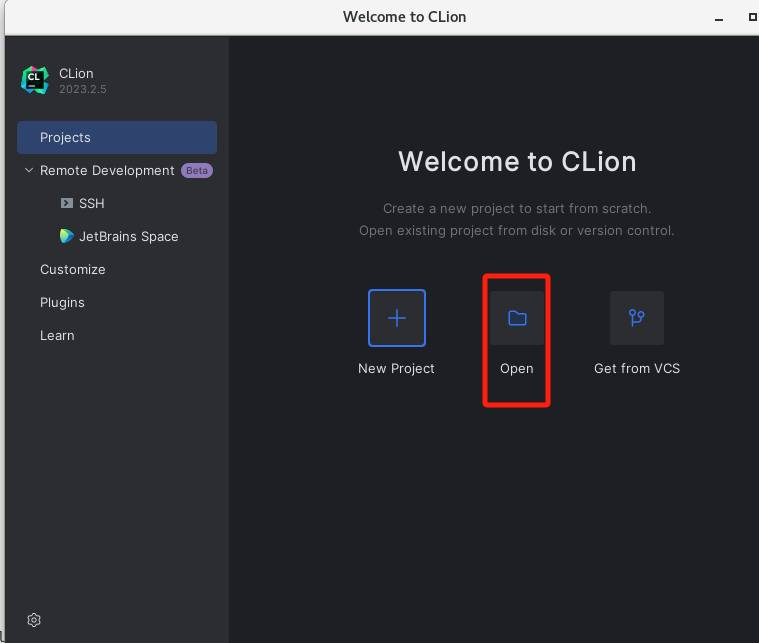 Welcome to CLion
CL
CLion
2023.2.5
Projects
Remote Development Beta
SSH
JetBrains Space
Customize
Plugins
Learn
Welcome to CLion
Create a new project to start from scratch.
Open existing project from disk or version control.
New Project
Open
Get from VCS